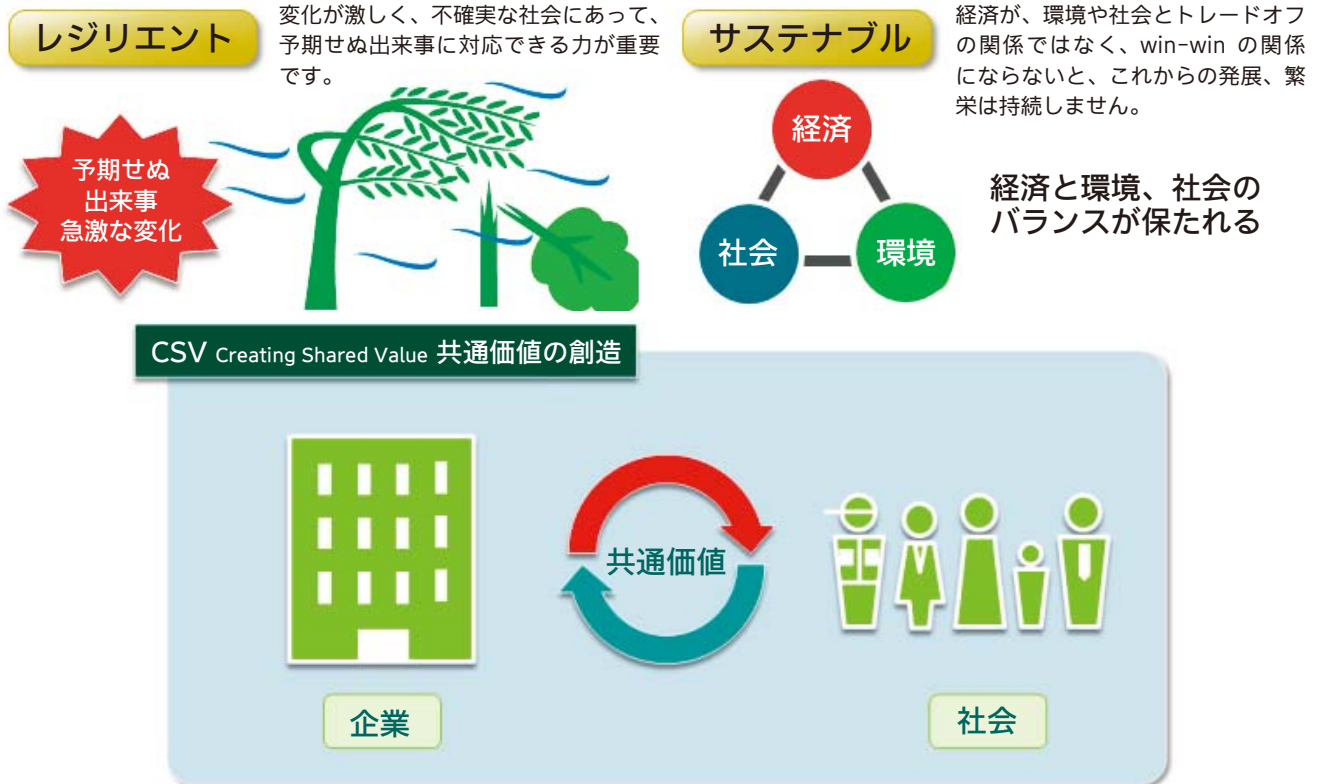 レジリエント
変化が激しく、不確実な社会にあって、
予期せぬ出来事に対応できる力が重要
です。
予期せぬ
出来事
急激な変化
サステナブル
経済が、環境や社会とトレードオフ
の関係ではなく、win-win の関係
にならないと、これからの発展、繁
栄は持続しません。
経済
社会
環境
経済と環境、社会の
バランスが保たれる
CSV Creating Shared Value 共通価値の創造
共通価値
企業
社会